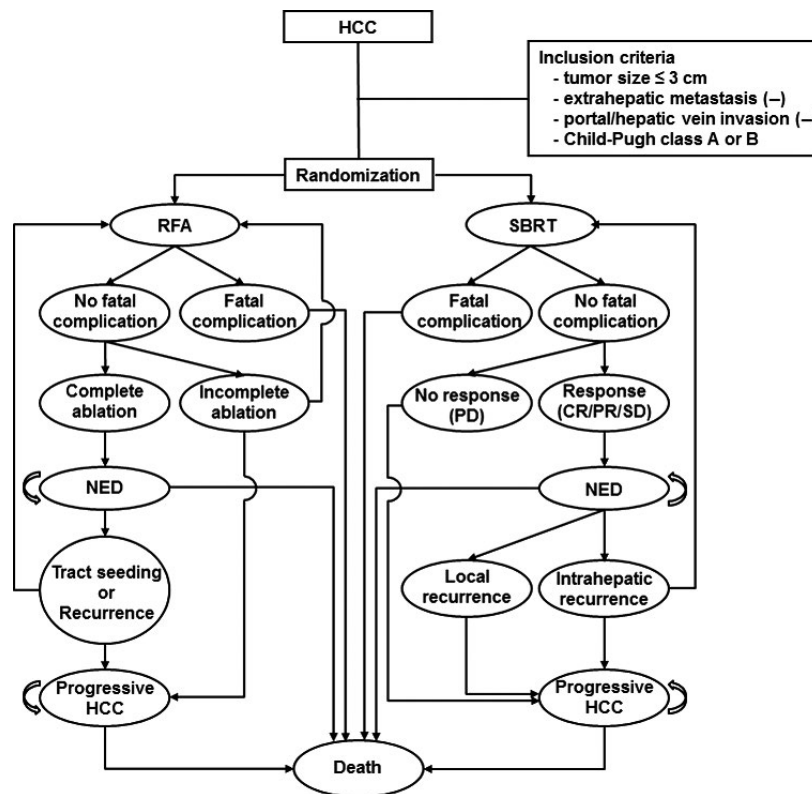 HCC
Inclusion criteria
- tumor size ≤ 3 cm
- extrahepatic metastasis (–)
- portal/hepatic vein invasion (–
- Child-Pugh class A or B
Randomization
RFA
SBRT
No fatal
complication
Fatal
complication
Fatal
complication
No fatal
complication
Complete
ablation
Incomplete
ablation
No response
(PD)
Response
(CR/PR/SD)
NED
NED
Tract seeding
or
Recurrence
Local
recurrence
Intrahepatic
recurrence
Progressive
HCC
Progressive
HCC
Death